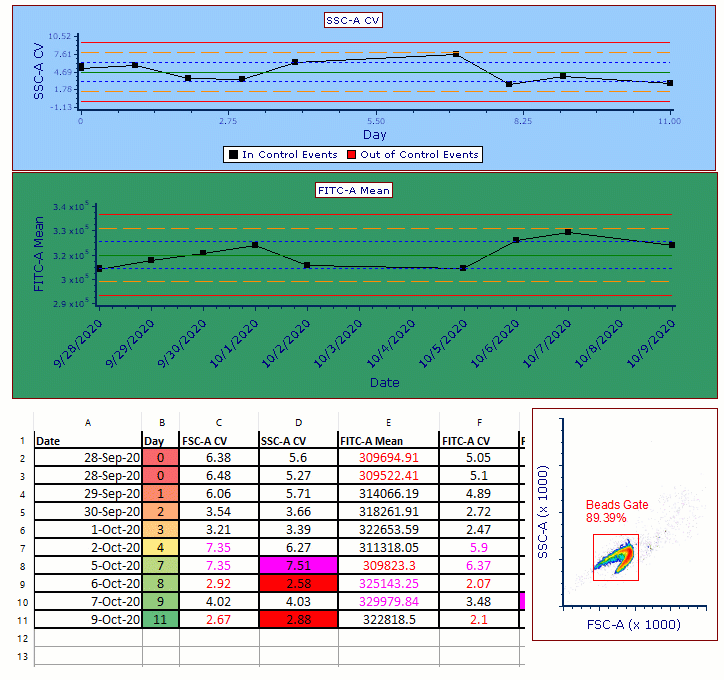 SSC-A CV
10.52
7.61
4.69
1.78
-1.13
SSC-A CV
0 2.75 5.50 8.25 11.00
Day
In Control Events Out of Control Events
FITC-A Mean
3.4 x10⁵
3.3 x10⁵
3.2 x10⁵
3 x10⁵
2.9 x10⁵
FITC-A Mean
9/28/2020 9/29/2020 9/30/2020 10/1/2020 10/2/2020 10/3/2020 10/4/2020 10/5/2020 10/6/2020 10/7/2020 10/8/2020 10/9/2020
Date
A B C D E F
1 Date Day FSC-A CV SSC-A CV FITC-A Mean FITC-A CV F
2 28-Sep-20 0 6.38 5.6 309694.91 5.05
3 28-Sep-20 0 6.48 5.27 309522.41 5.1
4 29-Sep-20 1 6.06 5.71 314066.19 4.89
5 30-Sep-20 2 3.54 3.66 318261.91 2.72
6 1-Oct-20 3 3.21 3.39 322653.59 2.47
7 2-Oct-20 4 7.35 6.27 311318.05 5.9
8 5-Oct-20 7 7.35 7.51 309823.3 6.37
9 6-Oct-20 8 2.92 2.58 325143.25 2.07
10 7-Oct-20 9 4.02 4.03 329979.84 3.48
11 9-Oct-20 11 2.67 2.88 322818.5 2.1
12
13
Beads Gate
89.39%
SSC-A (x 1000)
FSC-A (x 1000)